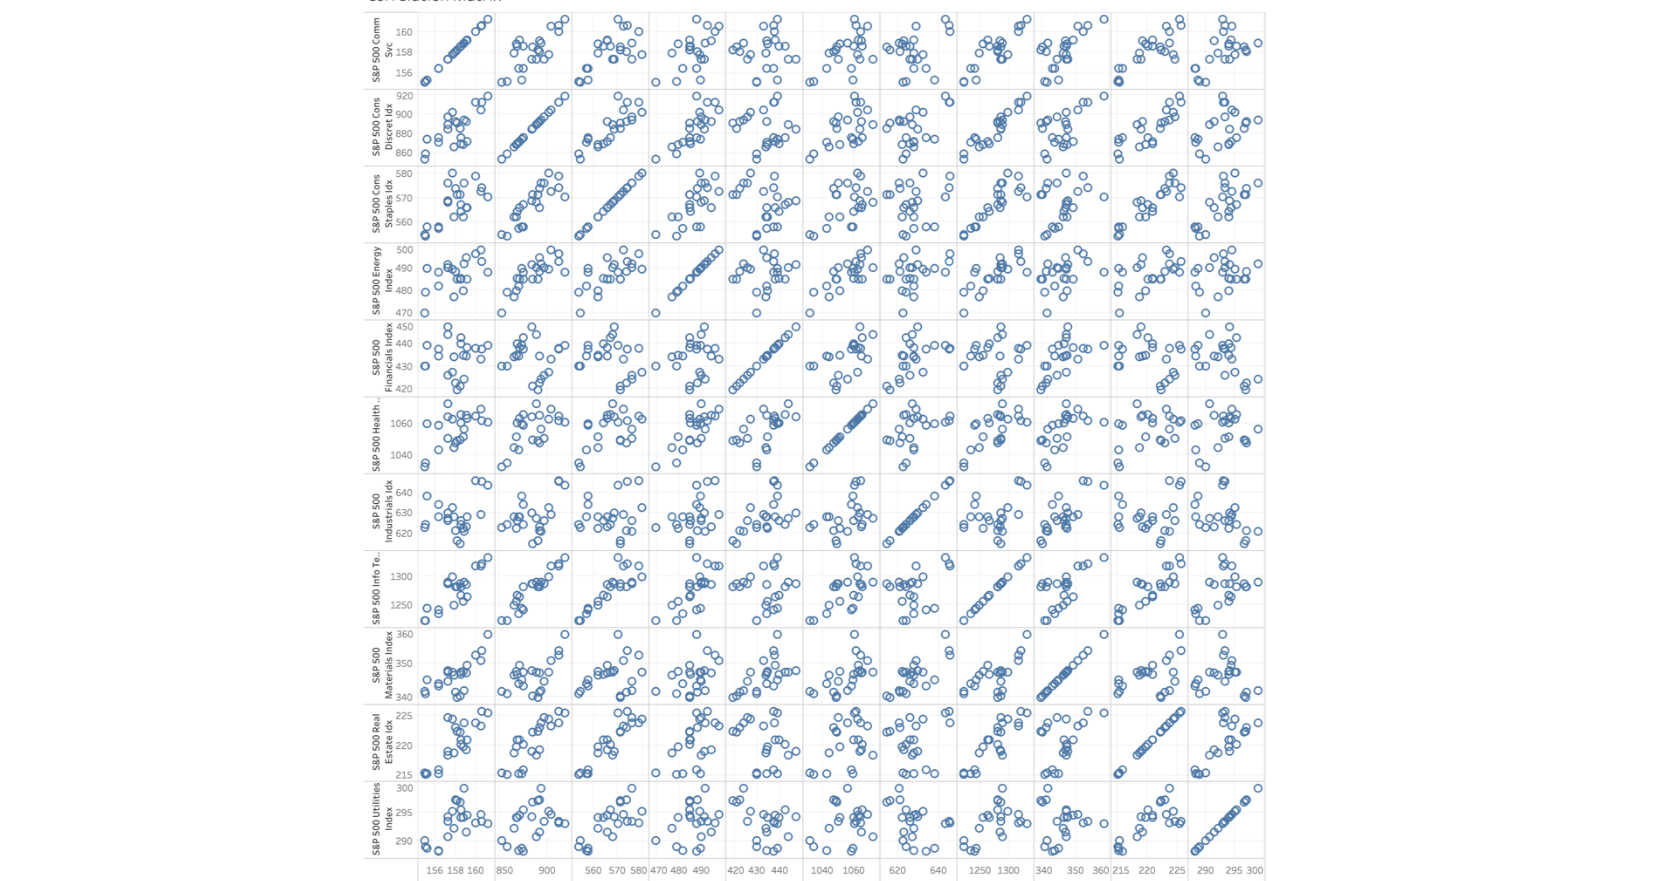 S&P 500 Comm
Svc
160
158
156
S&P 500 Cons
Discret Idx
920
900
880
860
S&P 500 Cons
Staples Idx
580
570
560
S&P 500 Energy
Index
500
490
480
470
S&P 500
Financials Index
450
440
430
420
S&P 500 Health ..
1060
1040
S&P 500
Industrials Idx
640
630
620
S&P 500 Info Te..
1300
1250
S&P 500
Materials Index
360
350
340
S&P 500 Real
Estate Idx
225
220
215
S&P 500 Utilities
Index
300
295
290
156 158 160 850 900 560 570 580 470 480 490 420 430 440 1040 1060 620 640 1250 1300 340 350 360 215 220 225 290 295 300